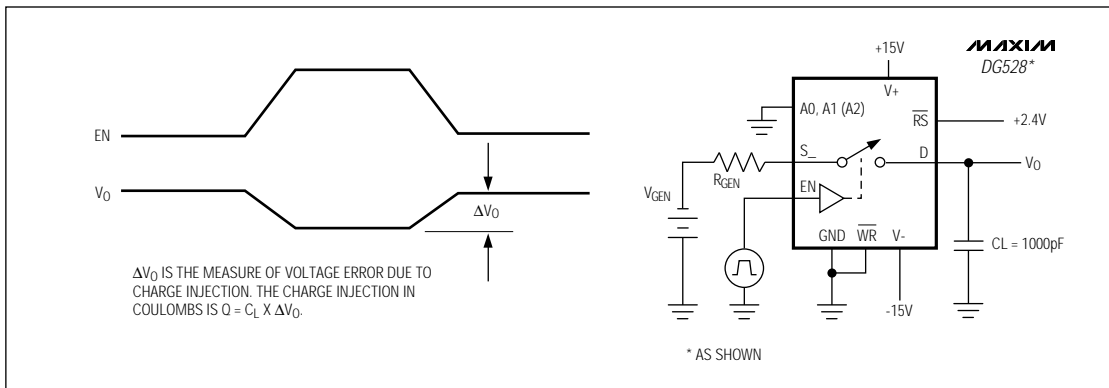 EN
V_O
ΔV_O
ΔV_O IS THE MEASURE OF VOLTAGE ERROR DUE TO
CHARGE INJECTION. THE CHARGE INJECTION IN
COULOMBS IS Q = C_L X ΔV_O.
MAXIM
DG528*
+15V
V+
A0, A1 (A2)
R̅S̅
+2.4V
S_
D
V_O
R_GEN
EN
V_GEN
GND
W̅R̅
V-
CL = 1000pF
-15V
* AS SHOWN